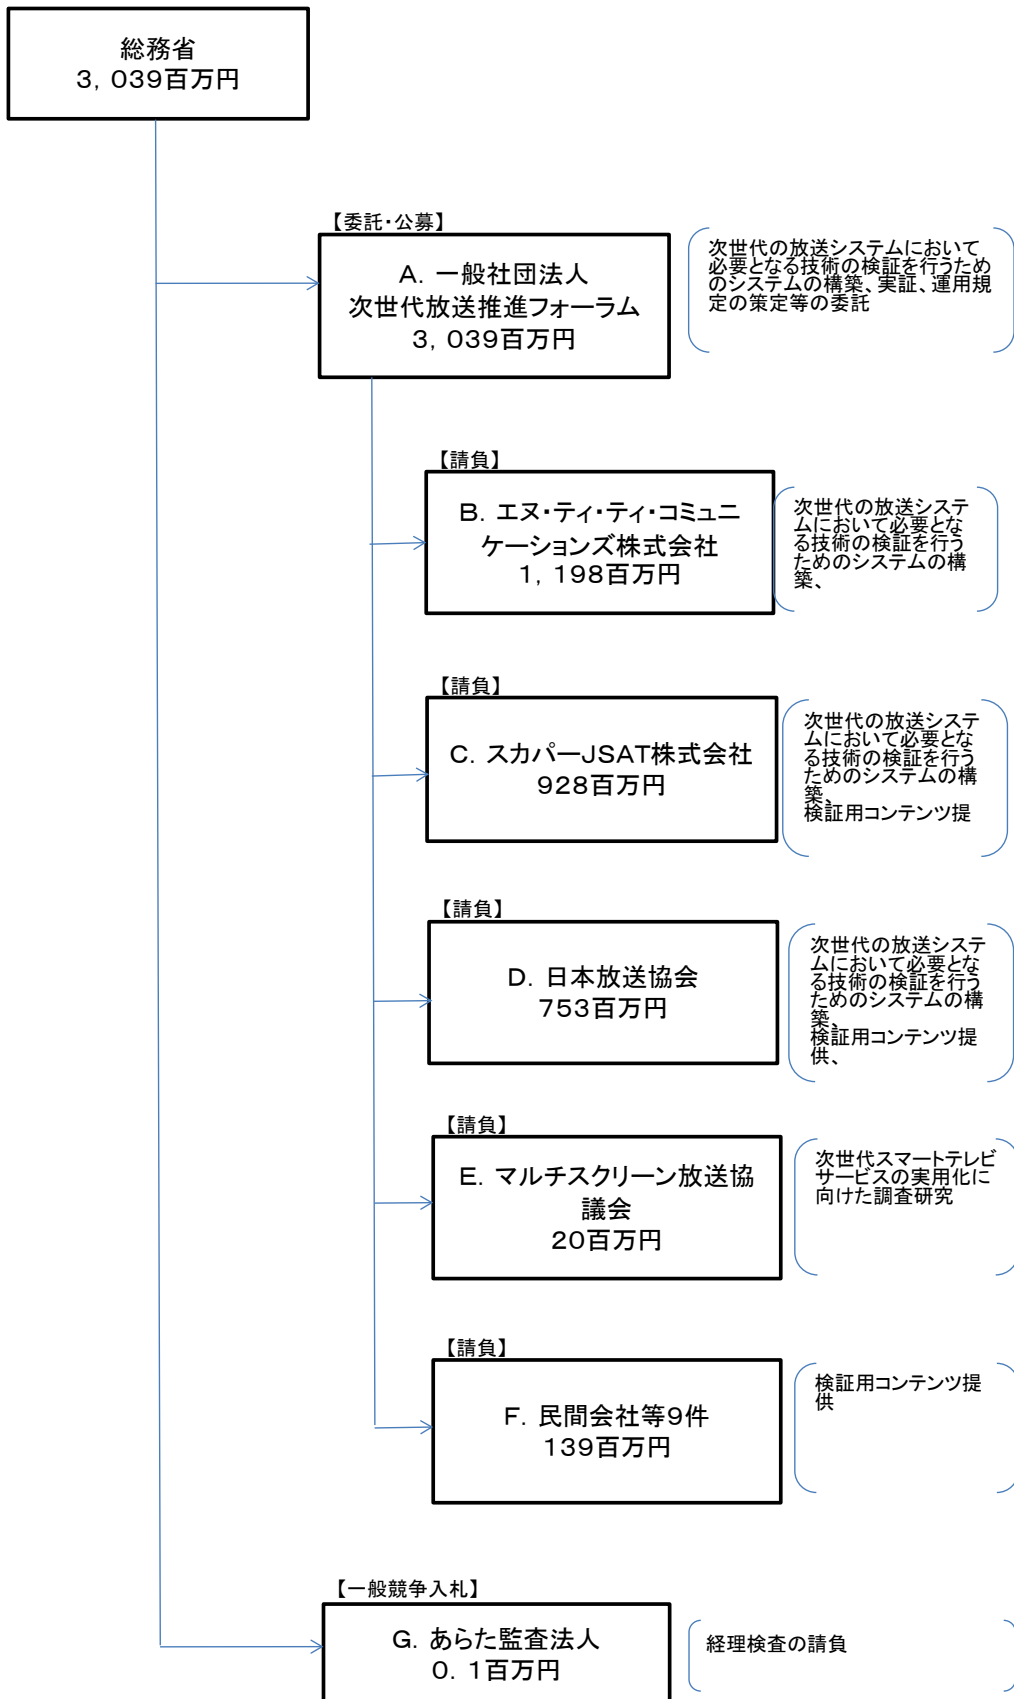 総務省
3,039百万円
【委託・公募】
A. 一般社団法人
次世代放送推進フォーラム
3,039百万円
次世代の放送システムにおいて
必要となる技術の検証を行うため
のシステムの構築、実証、運用規
定の策定等の委託
【請負】
B. エヌ・ティ・ティ・コミュニ
ケーションズ株式会社
1,198百万円
次世代の放送システ
ムにおいて必要とな
る技術の検証を行う
ためのシステムの構
築、
【請負】
C. スカパーJSAT株式会社
928百万円
次世代の放送システ
ムにおいて必要とな
る技術の検証を行う
ためのシステムの構
築、
検証用コンテンツ提
【請負】
D. 日本放送協会
753百万円
次世代の放送システ
ムにおいて必要とな
る技術の検証を行う
ためのシステムの構
築、
検証用コンテンツ提
供、
【請負】
E. マルチスクリーン放送協
議会
20百万円
次世代スマートテレビ
サービスの実用化に
向けた調査研究
【請負】
F. 民間会社等9件
139百万円
検証用コンテンツ提
供
【一般競争入札】
G. あらた監査法人
0.1百万円
経理検査の請負